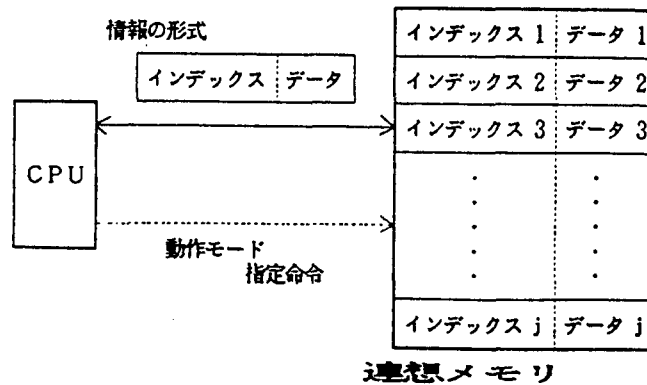 情報の形式
インデックス データ
CPU
動作モード
指定命令
インデックス 1 データ 1
インデックス 2 データ 2
インデックス 3 データ 3
インデックス j データ j
連想メモリ